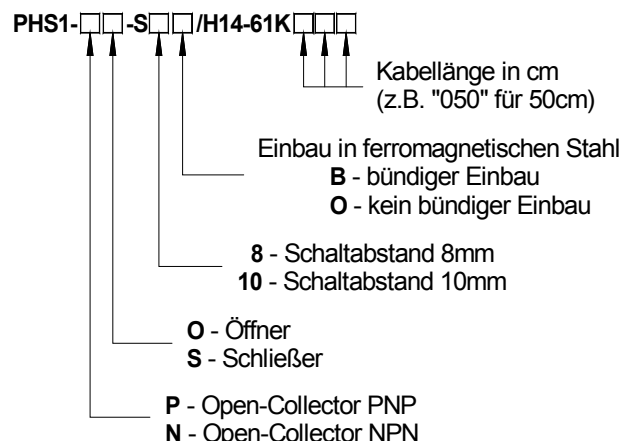 PHS1-□□-S□□/H14-61K□□□
Kabellänge in cm
(z.B. "050" für 50cm)
Einbau in ferromagnetischen Stahl
B - bündiger Einbau
O - kein bündiger Einbau
8 - Schaltabstand 8mm
10 - Schaltabstand 10mm
O - Öffner
S - Schließer
P - Open-Collector PNP
N - Open-Collector NPN